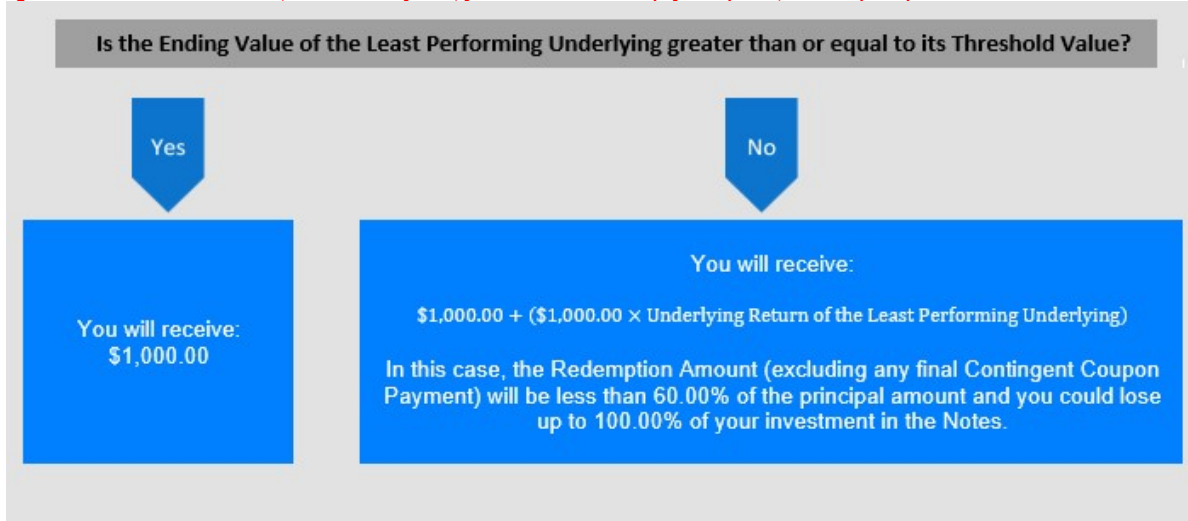 Is the Ending Value of the Least Performing Underlying greater than or equal to its Threshold Value?
Yes
No
You will receive:
$1,000.00
You will receive:
$1,000.00 + ($1,000.00 × Underlying Return of the Least Performing Underlying)
In this case, the Redemption Amount (excluding any final Contingent Coupon
Payment) will be less than 60.00% of the principal amount and you could lose
up to 100.00% of your investment in the Notes.